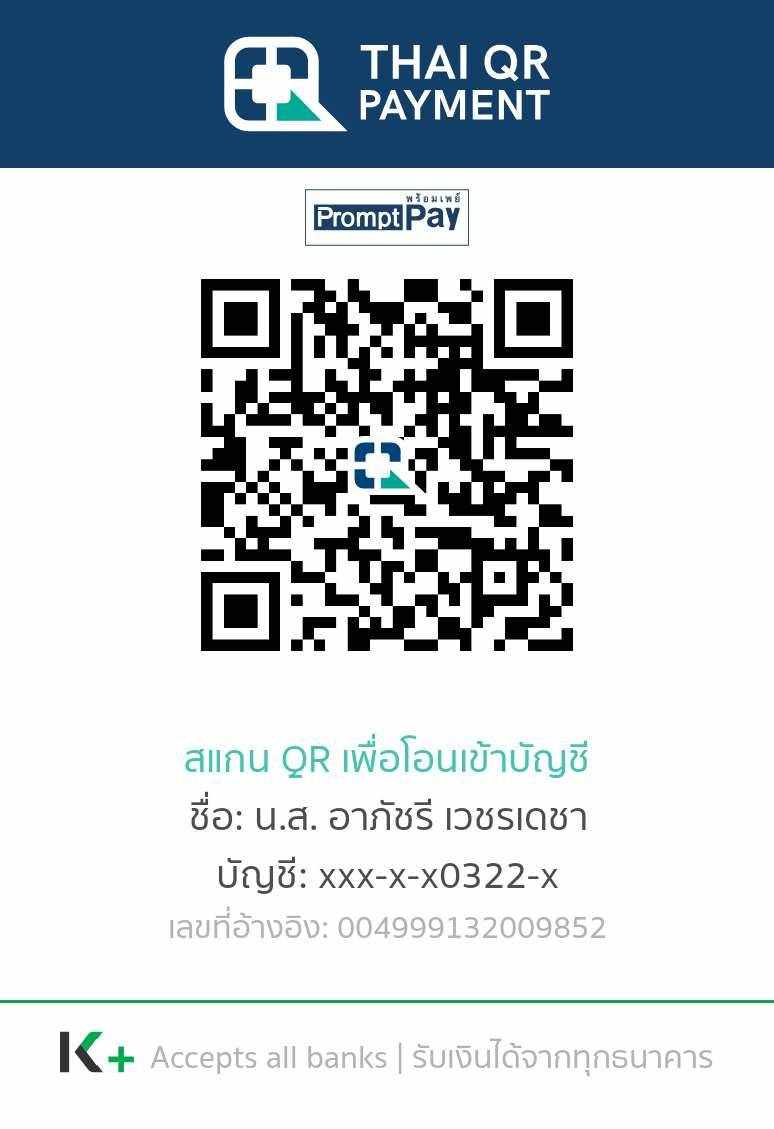 THAI QR
PAYMENT
พร้อมเพย์
PromptPay
สแกน QR เพื่อโอนเข้าบัญชี
ชื่อ: น.ส. อาภัชรี เวชรเดชา
บัญชี: xxx-x-x0322-x
เลขที่อ้างอิง: 004999132009852
K+ Accepts all banks | รับเงินได้จากทุกธนาคาร